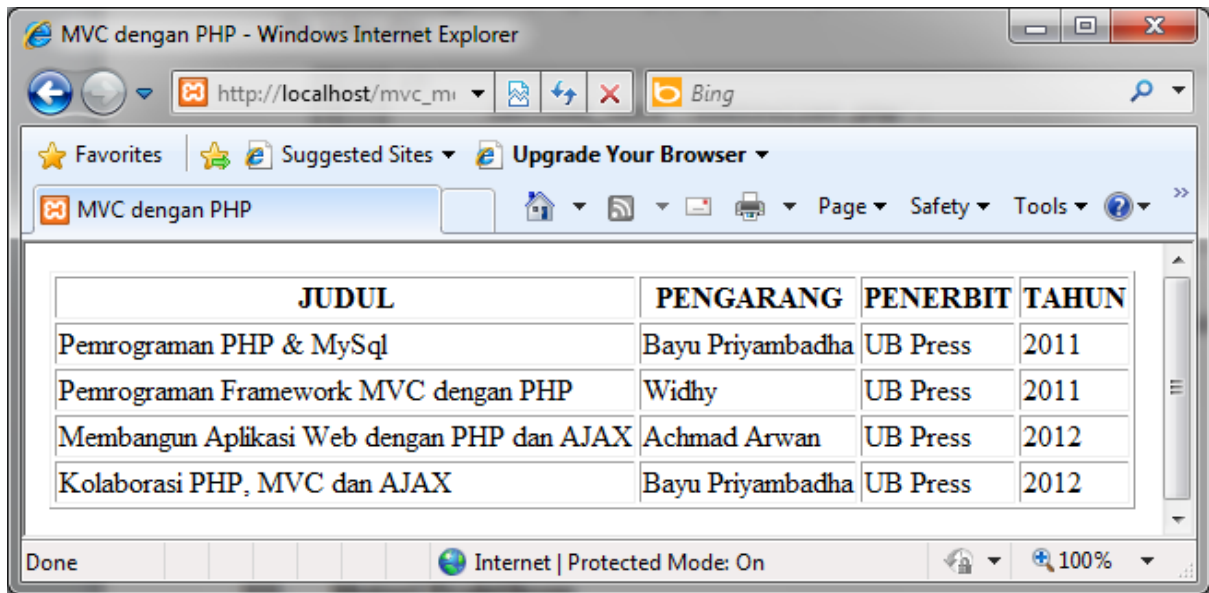 MVC dengan PHP - Windows Internet Explorer
http://localhost/mvc_m Bing
Favorites Suggested Sites Upgrade Your Browser
MVC dengan PHP Page Safety Tools
JUDUL PENGARANG PENERBIT TAHUN
Pemrograman PHP & MySql Bayu Priyambadha UB Press 2011
Pemrograman Framework MVC dengan PHP Widhy UB Press 2011
Membangun Aplikasi Web dengan PHP dan AJAX Achmad Arwan UB Press 2012
Kolaborasi PHP, MVC dan AJAX Bayu Priyambadha UB Press 2012
Done Internet | Protected Mode: On 100%